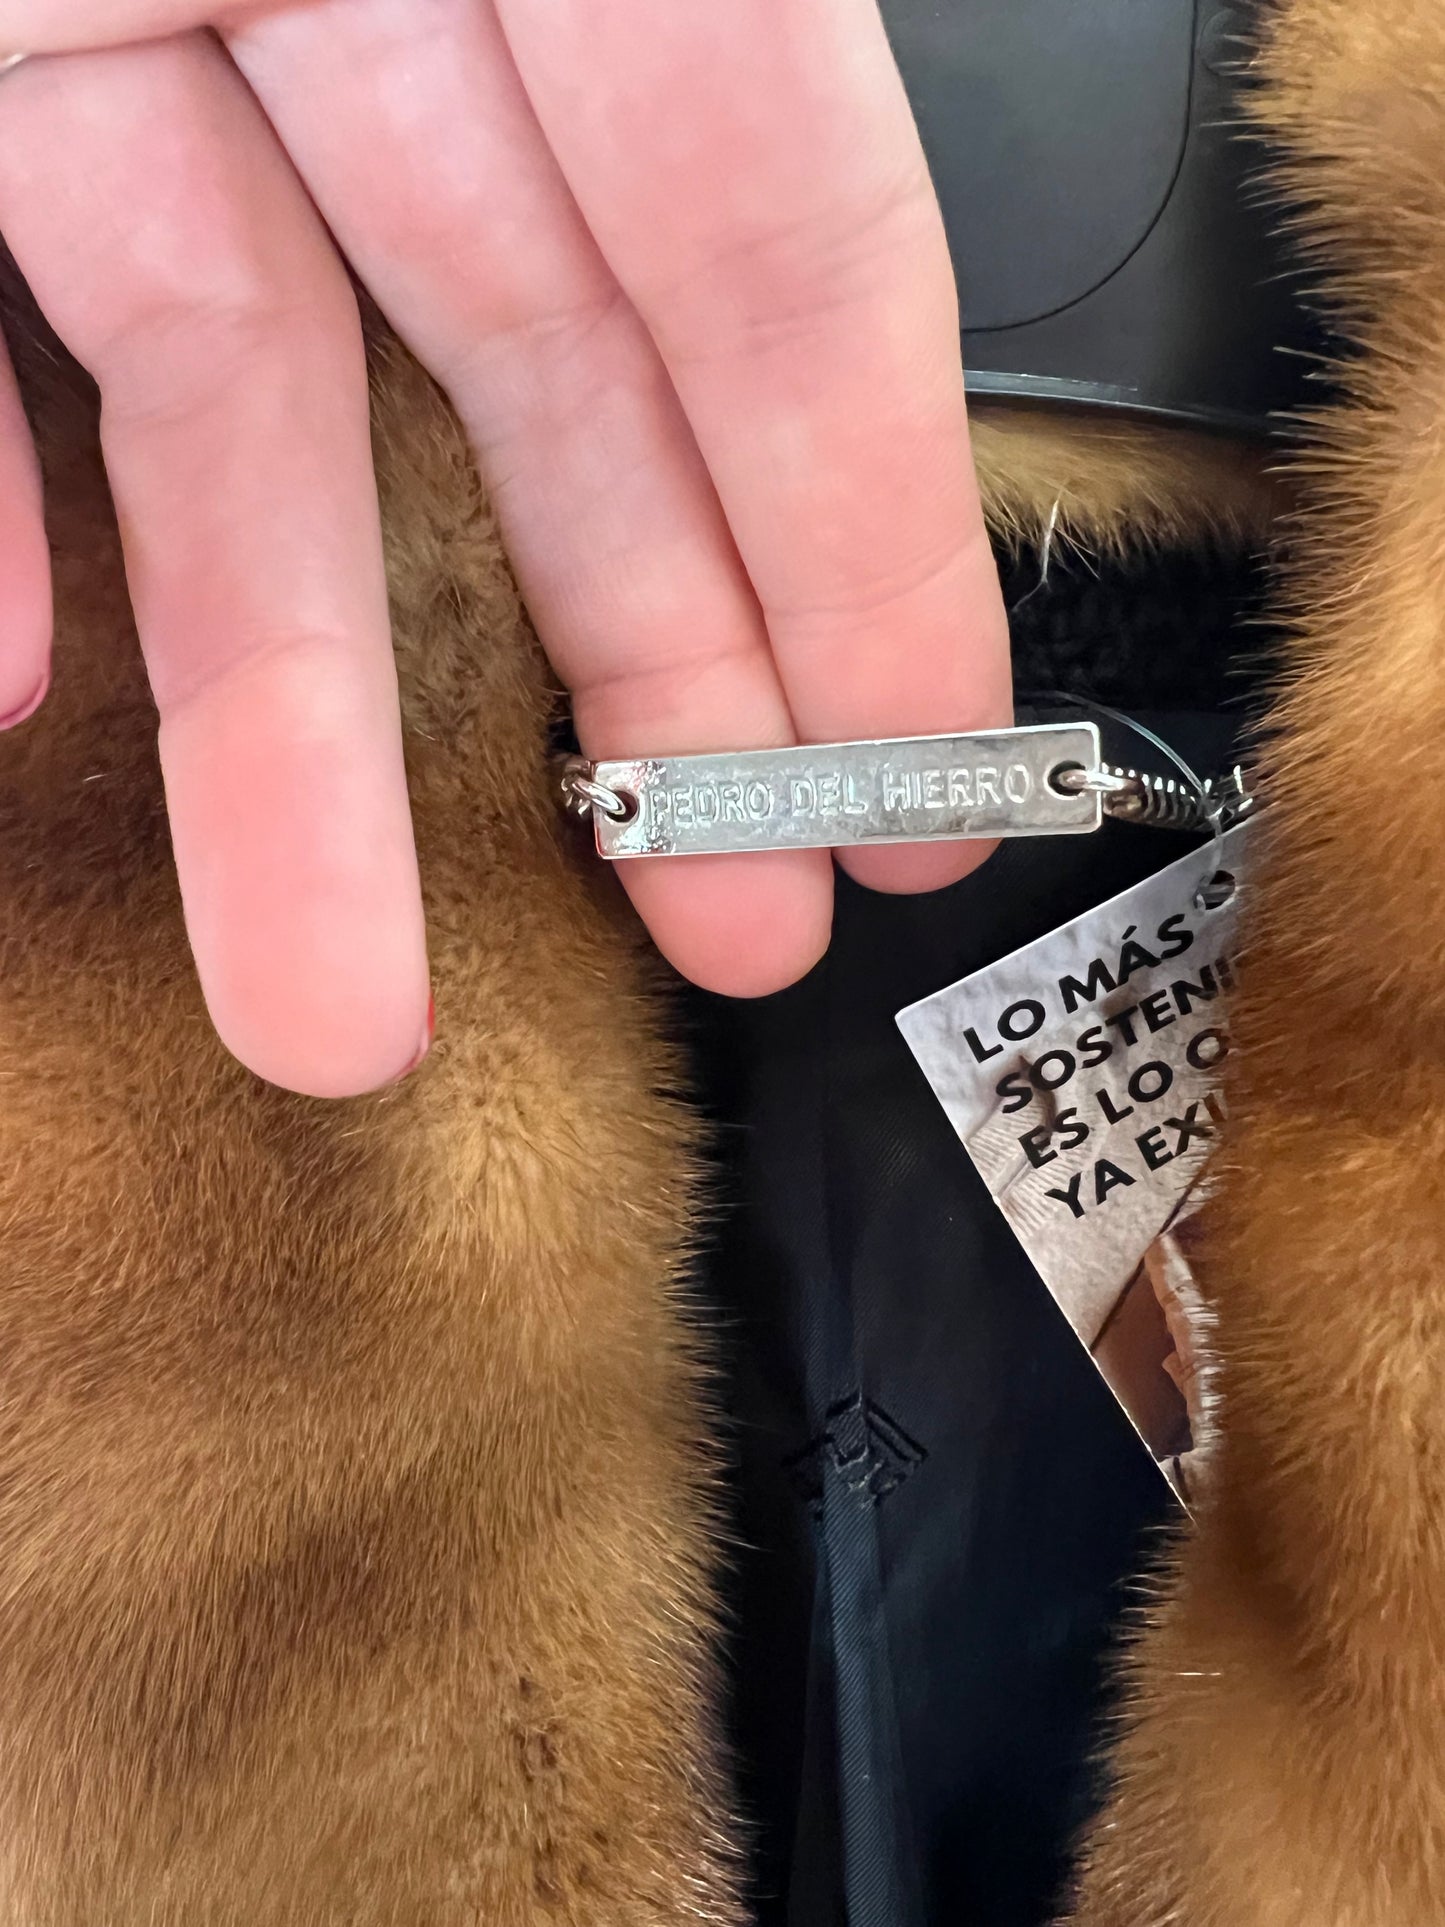 PEDRO DEL HIERRO
LO MÁS
ES LO
YA